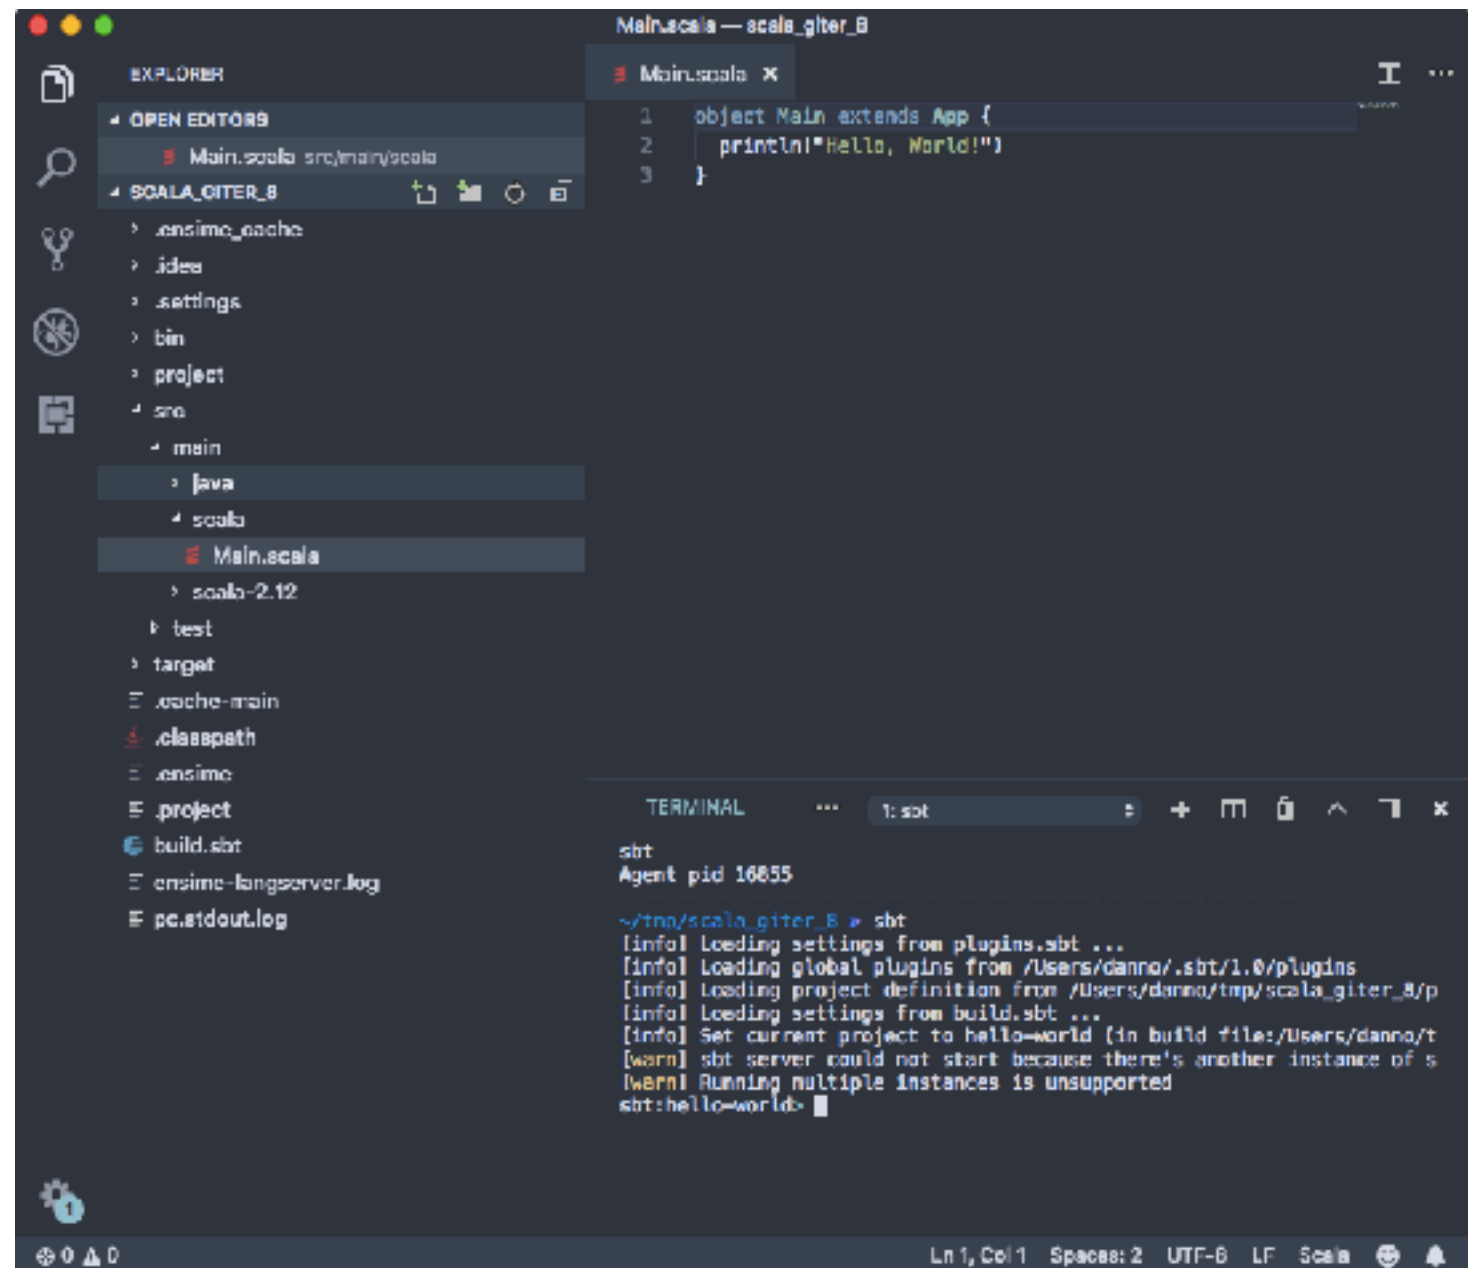 Main.scala — scala_giter_8
EXPLORER
OPEN EDITORS
Main.scala src/main/scala
SCALA_GITER_8
.ensime_cache
.idea
.settings
bin
project
src
main
java
scala
Main.scala
scala-2.12
test
target
.cache-main
.classpath
.ensime
.project
build.sbt
ensime-langserver.log
pc.stdout.log
1
0 0
Main.scala ×
1 object Main extends App {
2 println("Hello, World!")
3 }
TERMINAL ... 1: sbt
sbt
Agent pid 16855
~/tmp/scala_giter_8 » sbt
[info] Loading settings from plugins.sbt ...
[info] Loading global plugins from /Users/danno/.sbt/1.0/plugins
[info] Loading project definition from /Users/danno/tmp/scala_giter_8/p
[info] Loading settings from build.sbt ...
[info] Set current project to hello-world (in build file:/Users/danno/t
[warn] sbt server could not start because there's another instance of s
[warn] Running multiple instances is unsupported
sbt:hello-world>
Ln 1, Col 1 Spaces: 2 UTF-8 LF Scala